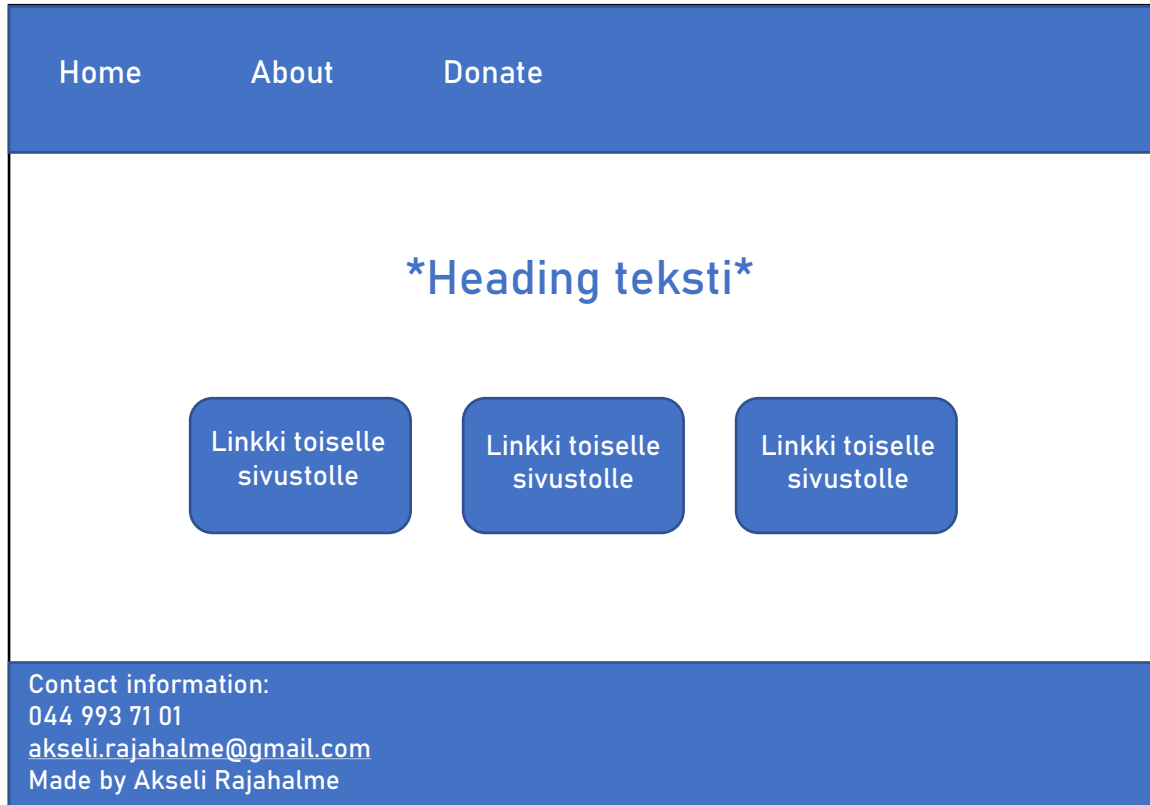 Home About Donate
*Heading teksti*
Linkki toiselle
sivustolle
Linkki toiselle
sivustolle
Linkki toiselle
sivustolle
Contact information:
044 993 71 01
akseli.rajahalme@gmail.com
Made by Akseli Rajahalme